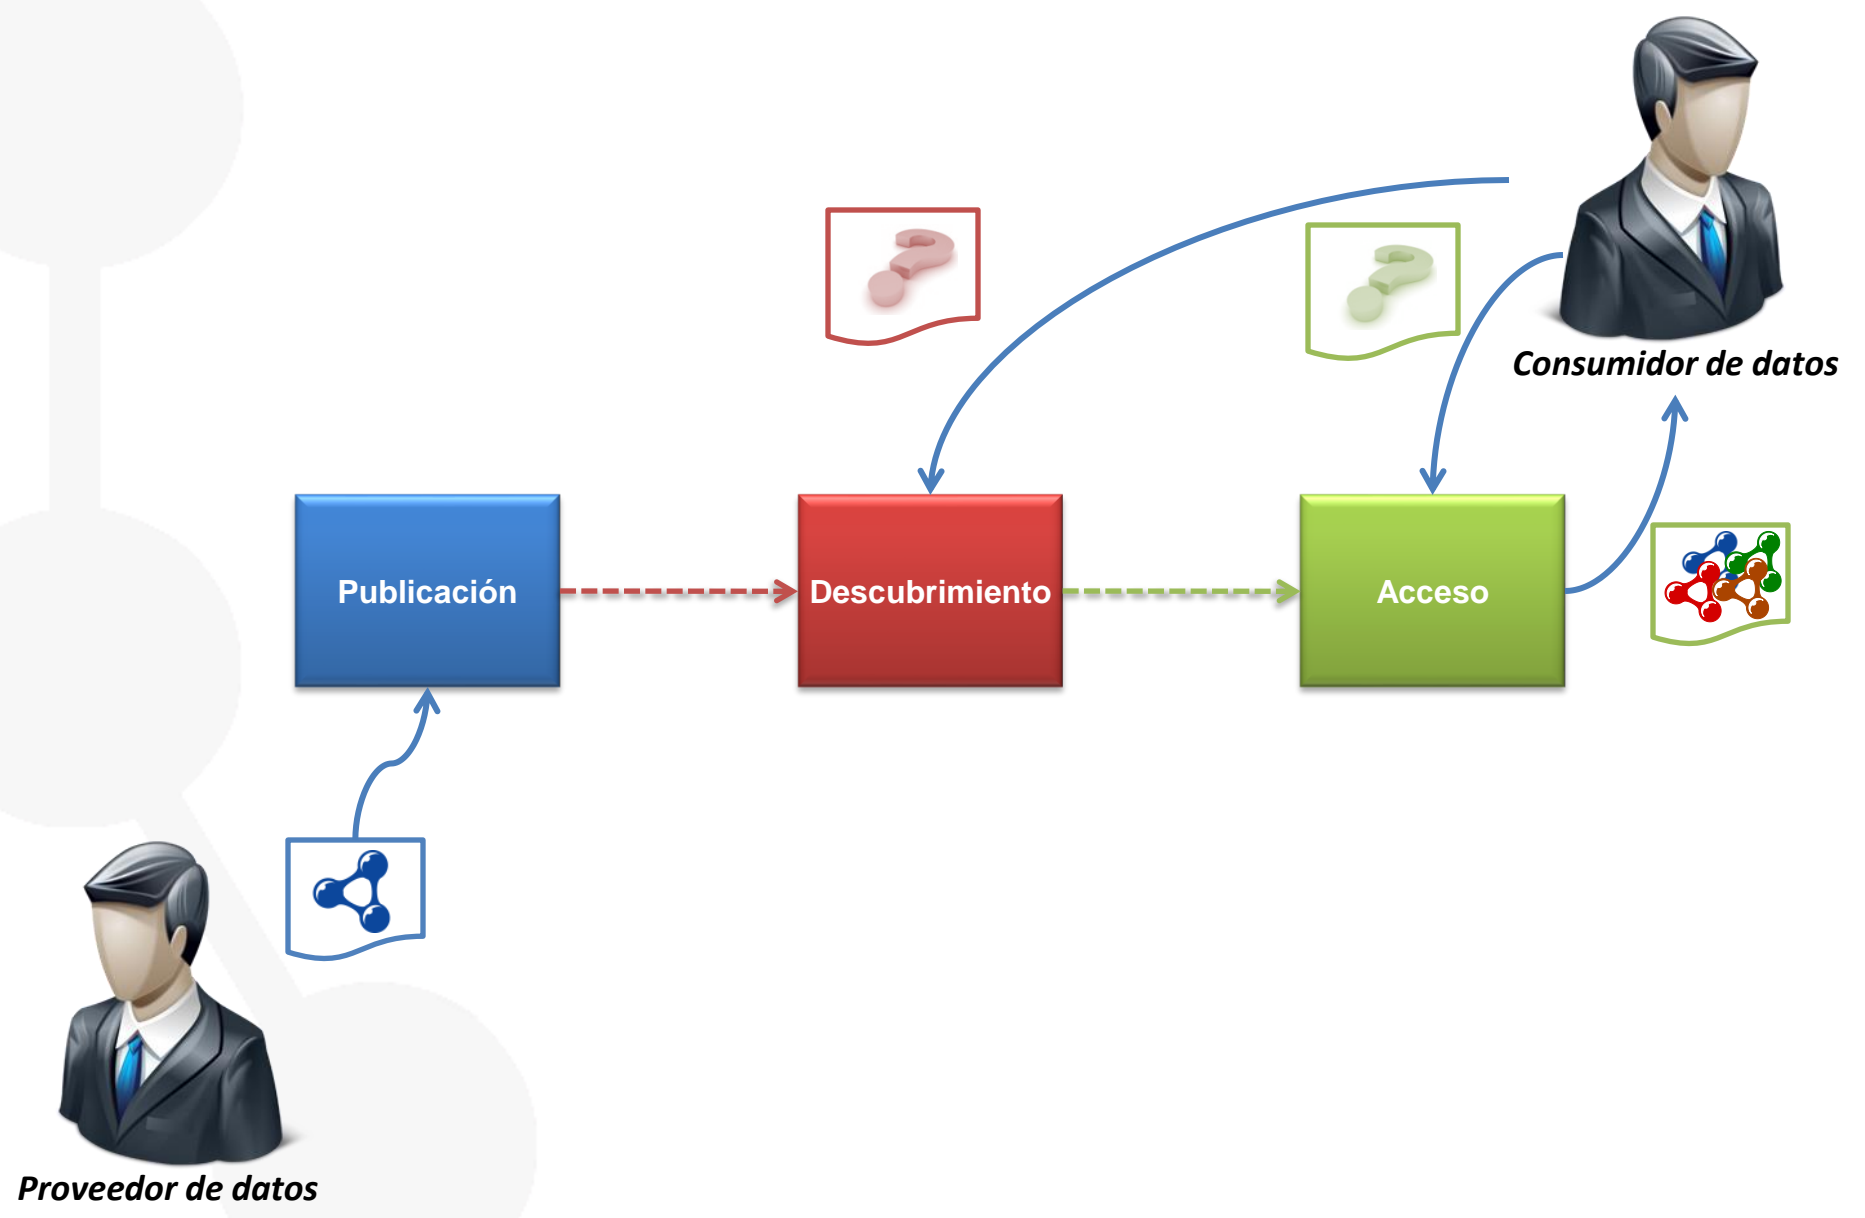 Consumidor de datos
Publicación
Descubrimiento
Acceso
Proveedor de datos